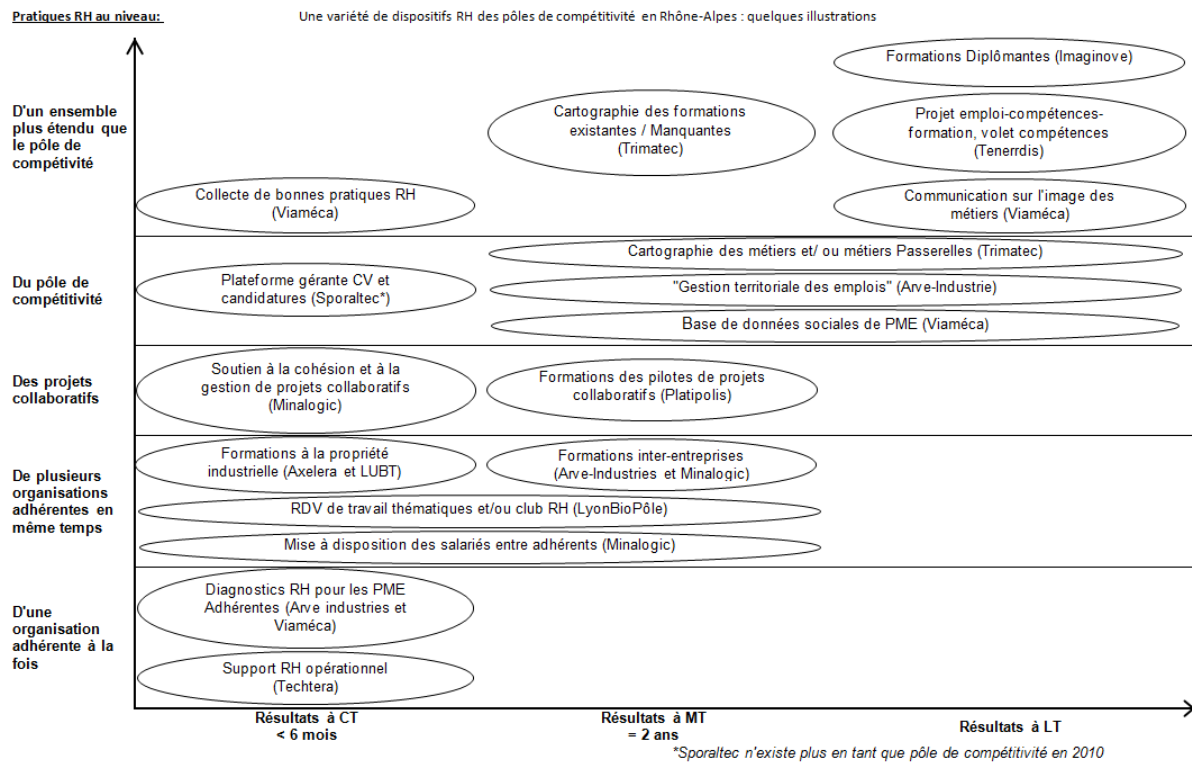 Pratiques RH au niveau:
Une variété de dispositifs RH des pôles de compétitivité en Rhône-Alpes : quelques illustrations
D'un ensemble
plus étendu que
le pôle de
compétivité
Formations Diplômantes (Imaginove)
Cartographie des formations
existantes / Manquantes
(Trimatec)
Projet emploi-compétences-
formation, volet compétences
(Tenerrdis)
Collecte de bonnes pratiques RH
(Viaméca)
Communication sur l'image des
métiers (Viaméca)
Du pôle de
compétitivité
Cartographie des métiers et/ ou métiers Passerelles (Trimatec)
Plateforme gérante CV et
candidatures (Sporaltec*)
"Gestion territoriale des emplois" (Arve-Industrie)
Base de données sociales de PME (Viaméca)
Des projets
collaboratifs
Soutien à la cohésion et à la
gestion de projets collaboratifs
(Minalogic)
Formations des pilotes de projets
collaboratifs (Platipolis)
De plusieurs
organisations
adhérentes en
même temps
Formations à la propriété
industrielle (Axelera et LUBT)
Formations inter-entreprises
(Arve-Industries et Minalogic)
RDV de travail thématiques et/ou club RH (LyonBioPôle)
Mise à disposition des salariés entre adhérents (Minalogic)
D'une
organisation
adhérente à la
fois
Diagnostics RH pour les PME
Adhérentes (Arve industries et
Viaméca)
Support RH opérationnel
(Techtera)
Résultats à CT
< 6 mois
Résultats à MT
= 2 ans
Résultats à LT
*Sporaltec n'existe plus en tant que pôle de compétitivité en 2010